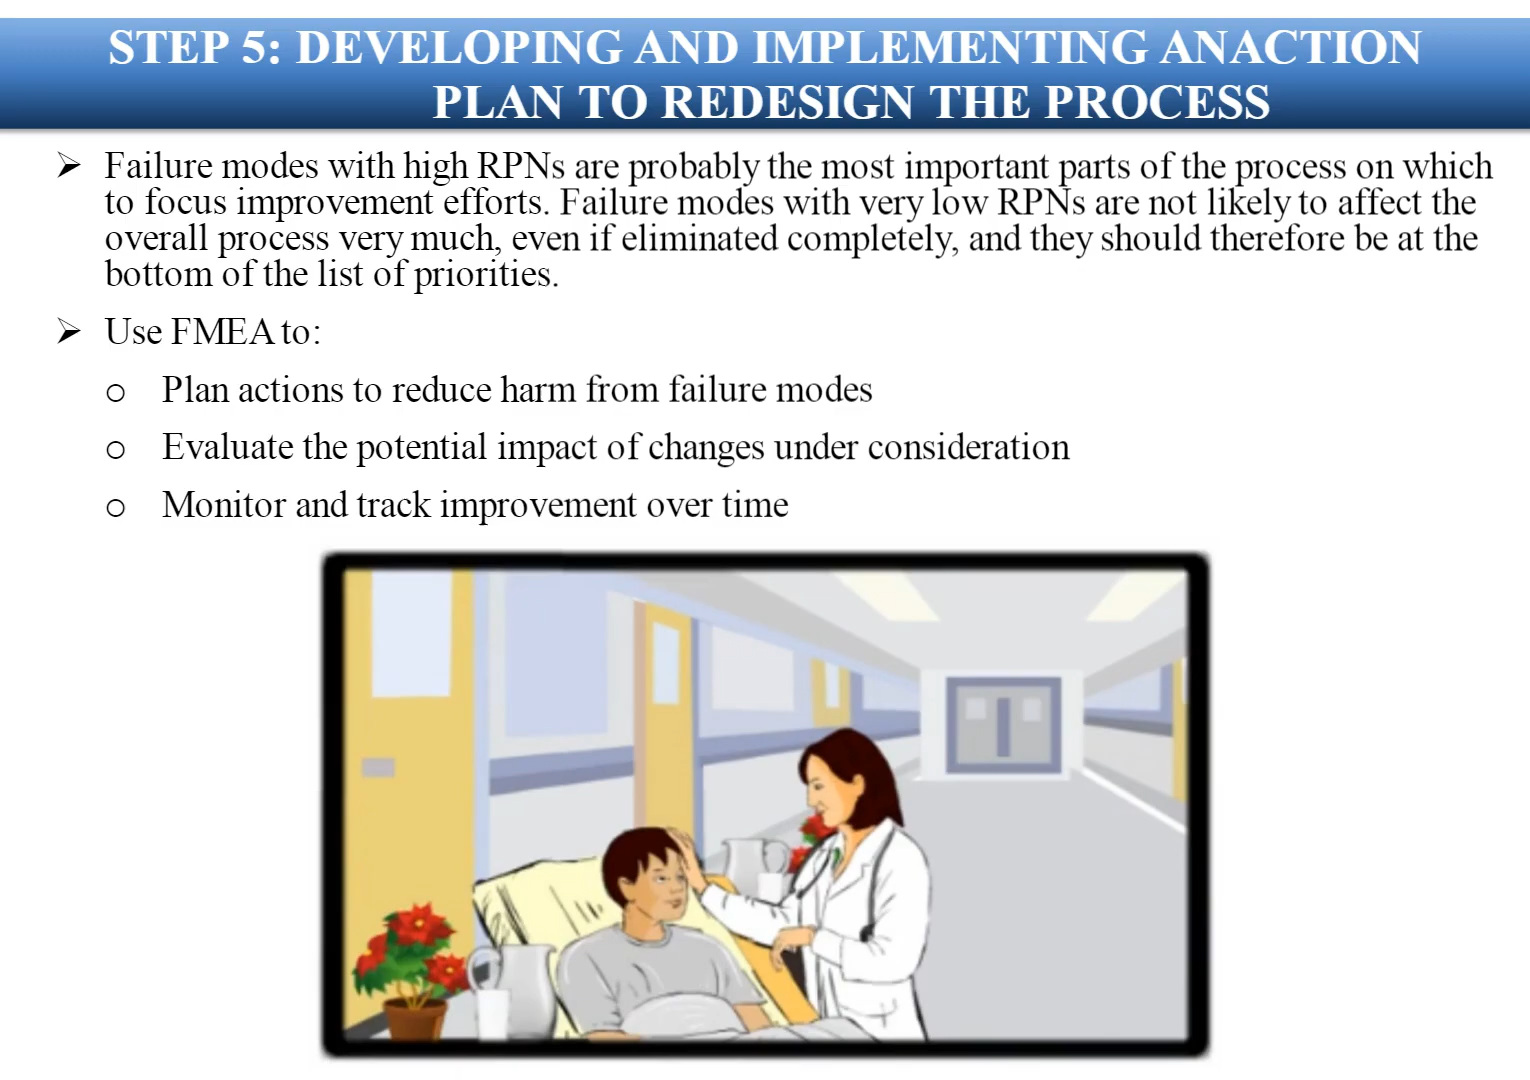 STEP 5: DEVELOPING AND IMPLEMENTING ANACTION
PLAN TO REDESIGN THE PROCESS
Failure modes with high RPNs are probably the most important parts of the process on which
to focus improvement efforts. Failure modes with very low RPNs are not likely to affect the
overall process very much, even if eliminated completely, and they should therefore be at the
bottom of the list of priorities.
Use FMEA to:
Plan actions to reduce harm from failure modes
Evaluate the potential impact of changes under consideration
Monitor and track improvement over time